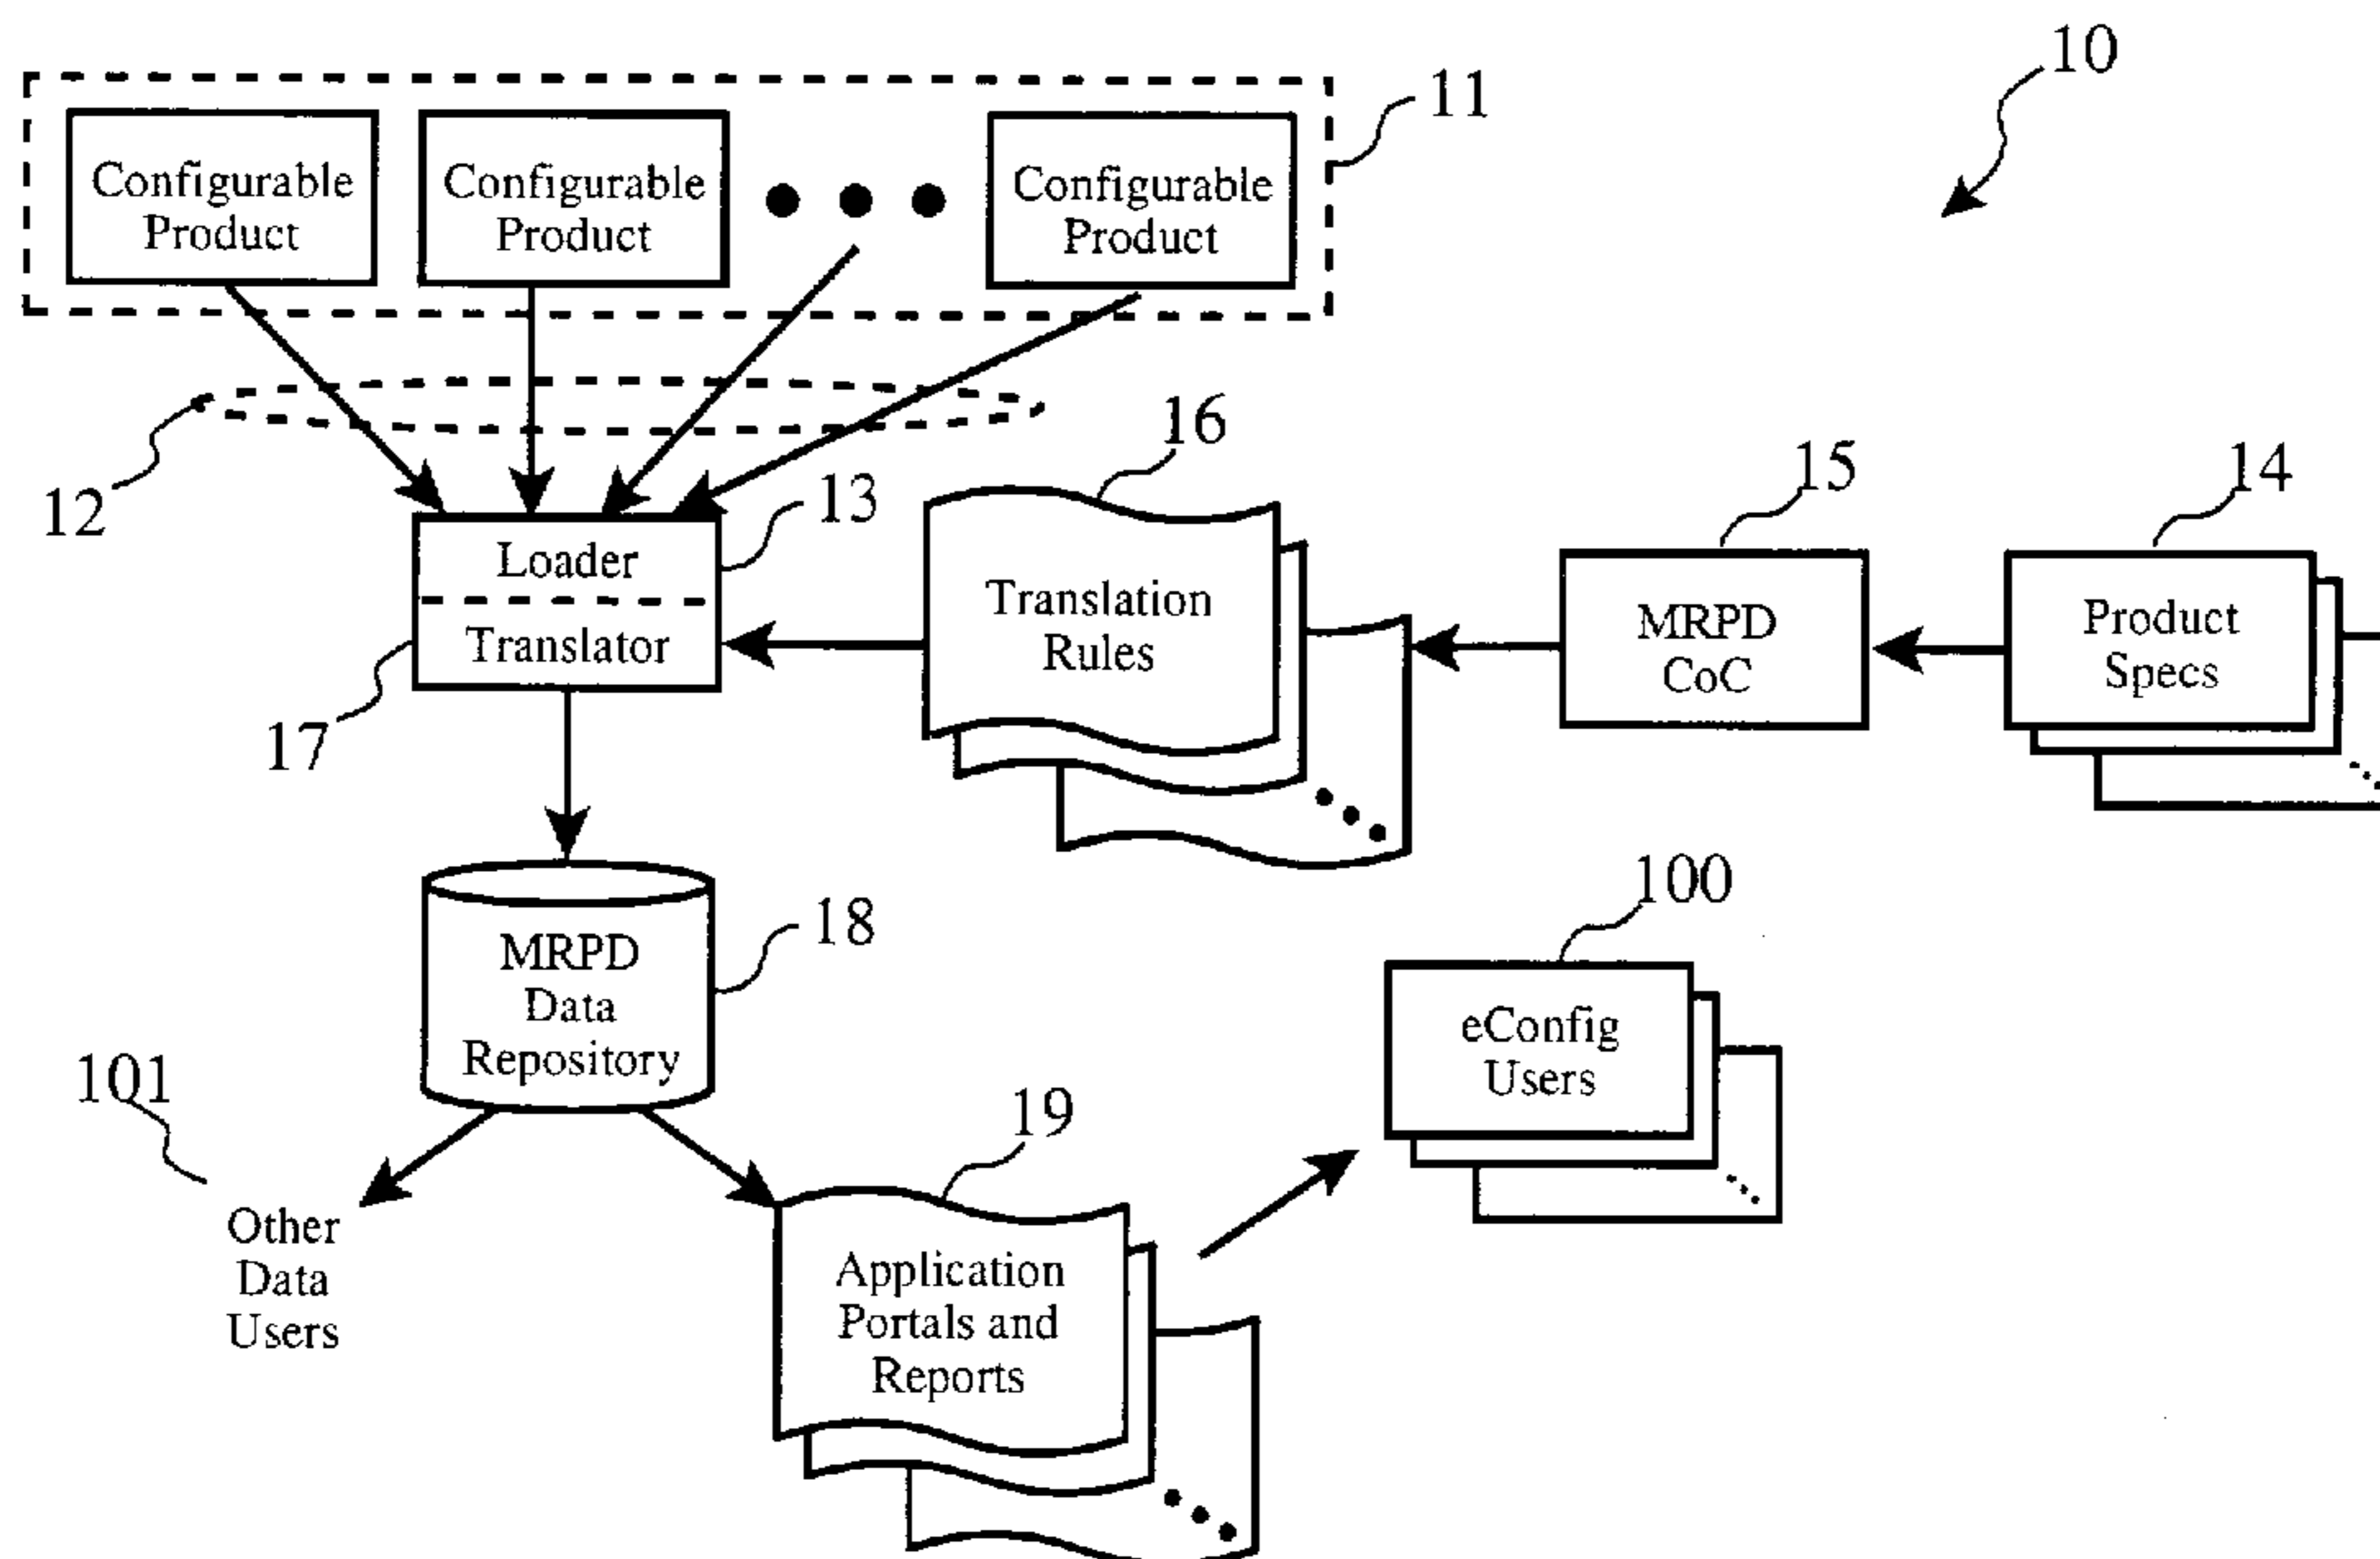 10
11
Configurable
Product
Configurable
Product
Configurable
Product
12
13
Loader
Translator
17
16
Translation
Rules
15
MRPD
CoC
14
Product
Specs
18
MRPD
Data
Repository
100
eConfig
Users
101
Other
Data
Users
19
Application
Portals and
Reports